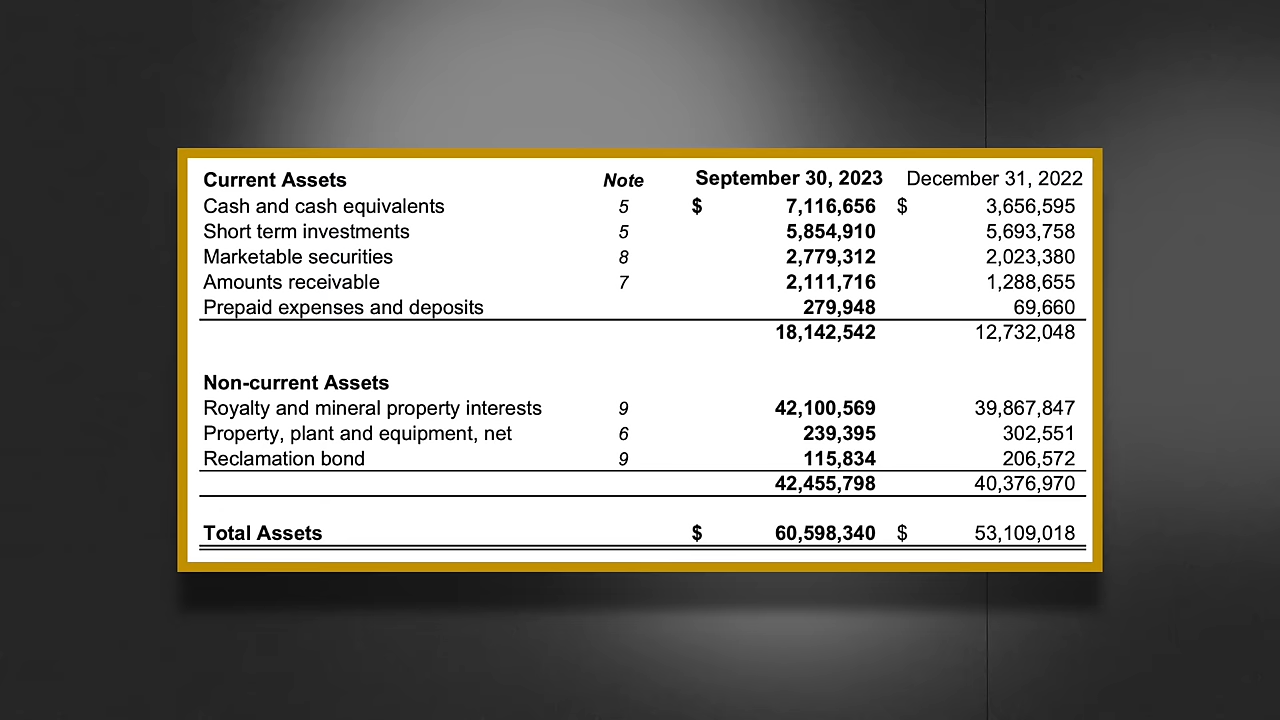 Current Assets Note September 30, 2023 December 31, 2022
Cash and cash equivalents 5 $ 7,116,656 $ 3,656,595
Short term investments 5 5,854,910 5,693,758
Marketable securities 8 2,779,312 2,023,380
Amounts receivable 7 2,111,716 1,288,655
Prepaid expenses and deposits 279,948 69,660
18,142,542 12,732,048
Non-current Assets
Royalty and mineral property interests 9 42,100,569 39,867,847
Property, plant and equipment, net 6 239,395 302,551
Reclamation bond 9 115,834 206,572
42,455,798 40,376,970
Total Assets $ 60,598,340 $ 53,109,018